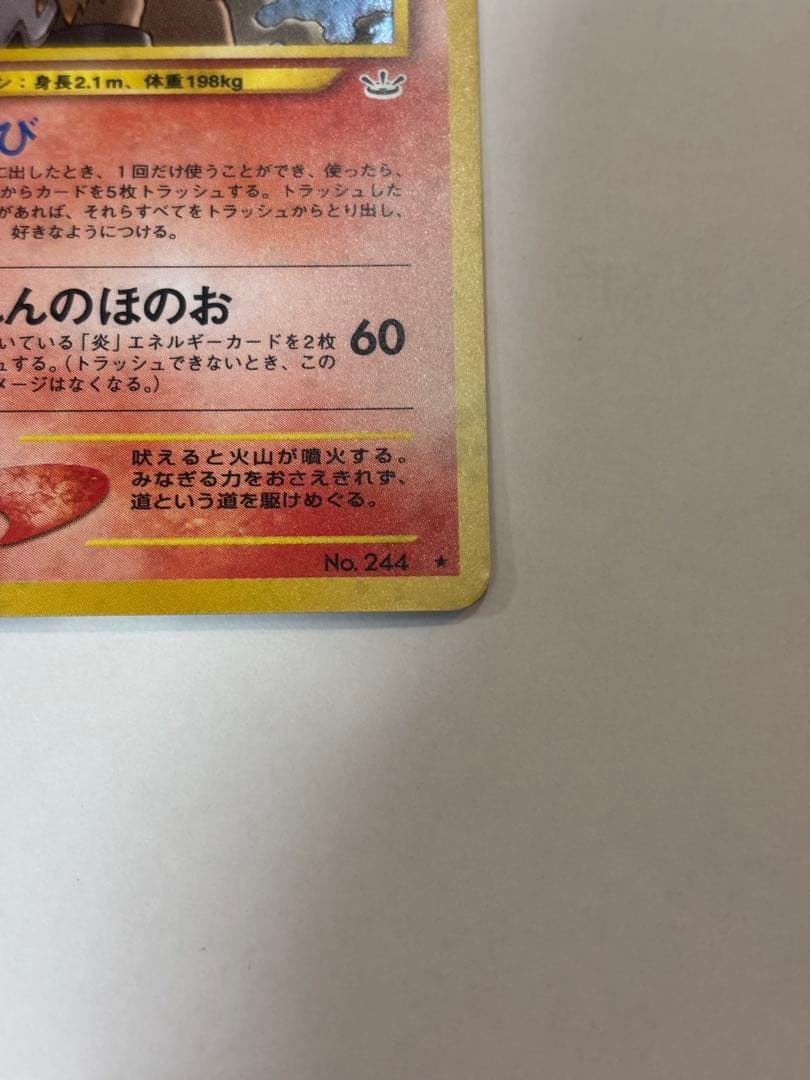 ン：身長2.1m、体重198kg
び
に出したとき、1回だけ使うことができ、使ったら、
からカードを5枚トラッシュする。トラッシュした
があれば、それらすべてをトラッシュからとり出し、
好きなようにつける。
んのほのお
いている「炎」エネルギーカードを2枚
ュする。（トラッシュできないとき、この
メージはなくなる。）
60
吠えると火山が噴火する。
みなぎる力をおさえきれず、
道という道を駆けめぐる。
No. 244 ★